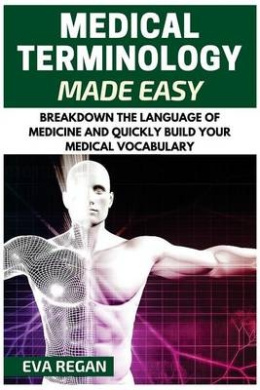 MEDICAL
TERMINOLOGY
MADE EASY
BREAKDOWN THE LANGUAGE OF
MEDICINE AND QUICKLY BUILD YOUR
MEDICAL VOCABULARY
EVA REGAN